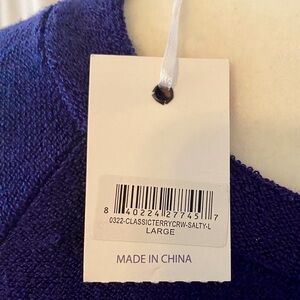 8 40224 27745 7
0322-CLASSICTERRYCRW-SALTY-L
LARGE
MADE IN CHINA